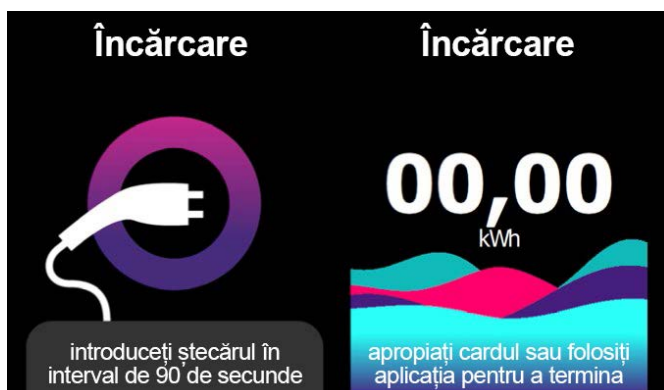 Încărcare
introduceți ștecărul în
interval de 90 de secunde
Încărcare
00,00
kWh
apropiați cardul sau folosiți
aplicația pentru a termina